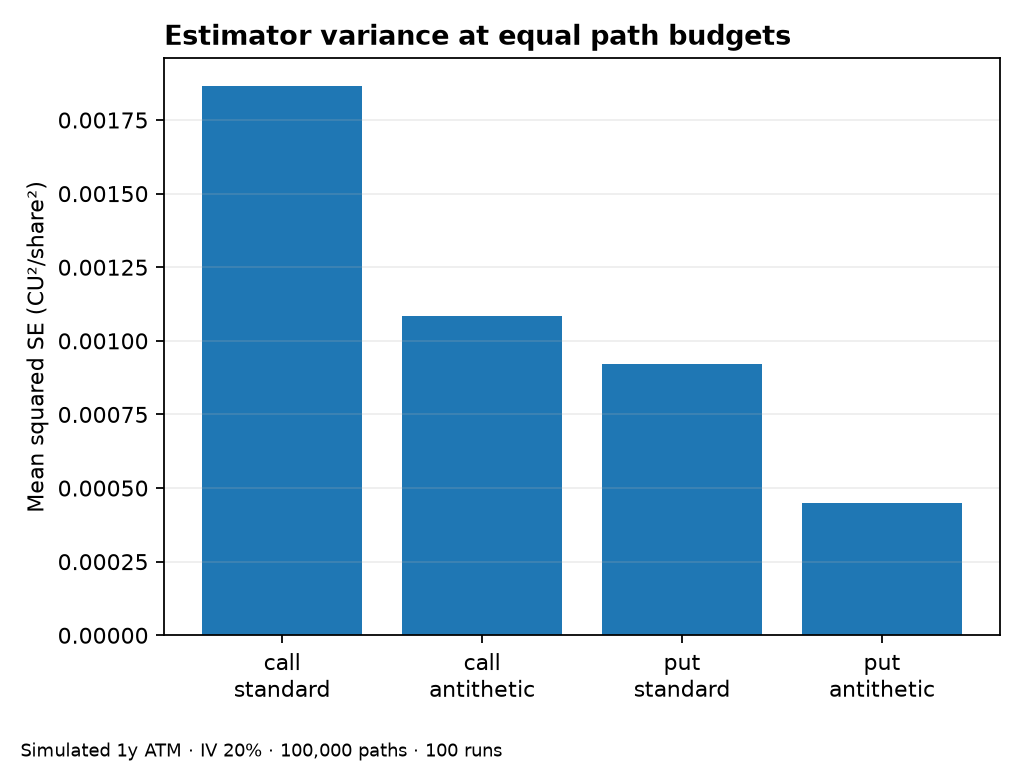 Estimator variance at equal path budgets
Mean squared SE (CU²/share²)
0.00175
0.00150
0.00125
0.00100
0.00075
0.00050
0.00025
0.00000
call
standard
call
antithetic
put
standard
put
antithetic
Simulated 1y ATM · IV 20% · 100,000 paths · 100 runs